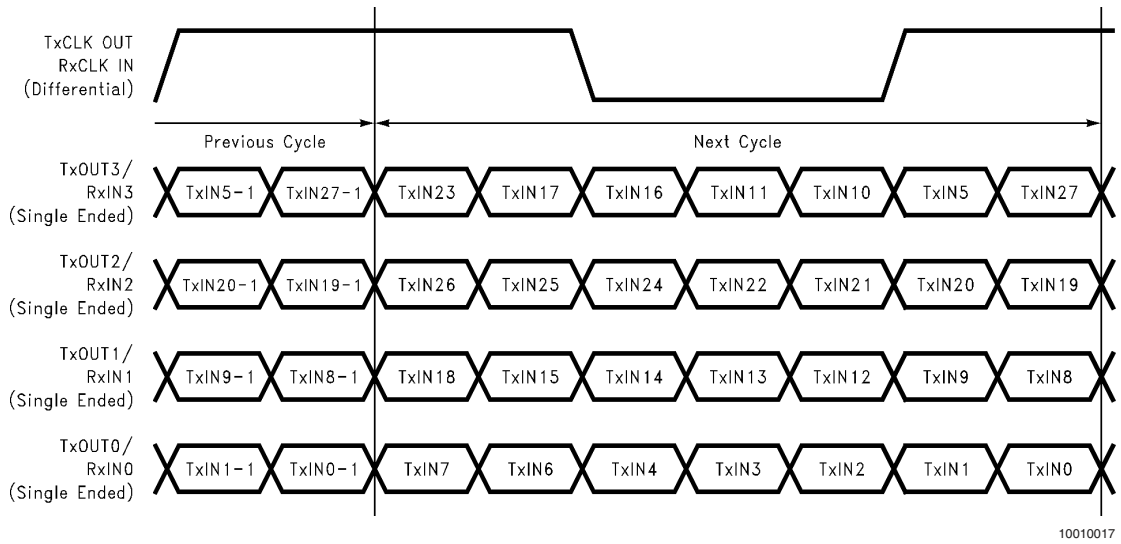 TxCLK OUT
RxCLK IN
(Differential)
Previous Cycle
Next Cycle
TxOUT3/
RxIN3
(Single Ended)
TxIN5-1 TxIN27-1 TxIN23 TxIN17 TxIN16 TxIN11 TxIN10 TxIN5 TxIN27
TxOUT2/
RxIN2
(Single Ended)
TxIN20-1 TxIN19-1 TxIN26 TxIN25 TxIN24 TxIN22 TxIN21 TxIN20 TxIN19
TxOUT1/
RxIN1
(Single Ended)
TxIN9-1 TxIN8-1 TxIN18 TxIN15 TxIN14 TxIN13 TxIN12 TxIN9 TxIN8
TxOUT0/
RxIN0
(Single Ended)
TxIN1-1 TxIN0-1 TxIN7 TxIN6 TxIN4 TxIN3 TxIN2 TxIN1 TxIN0
10010017